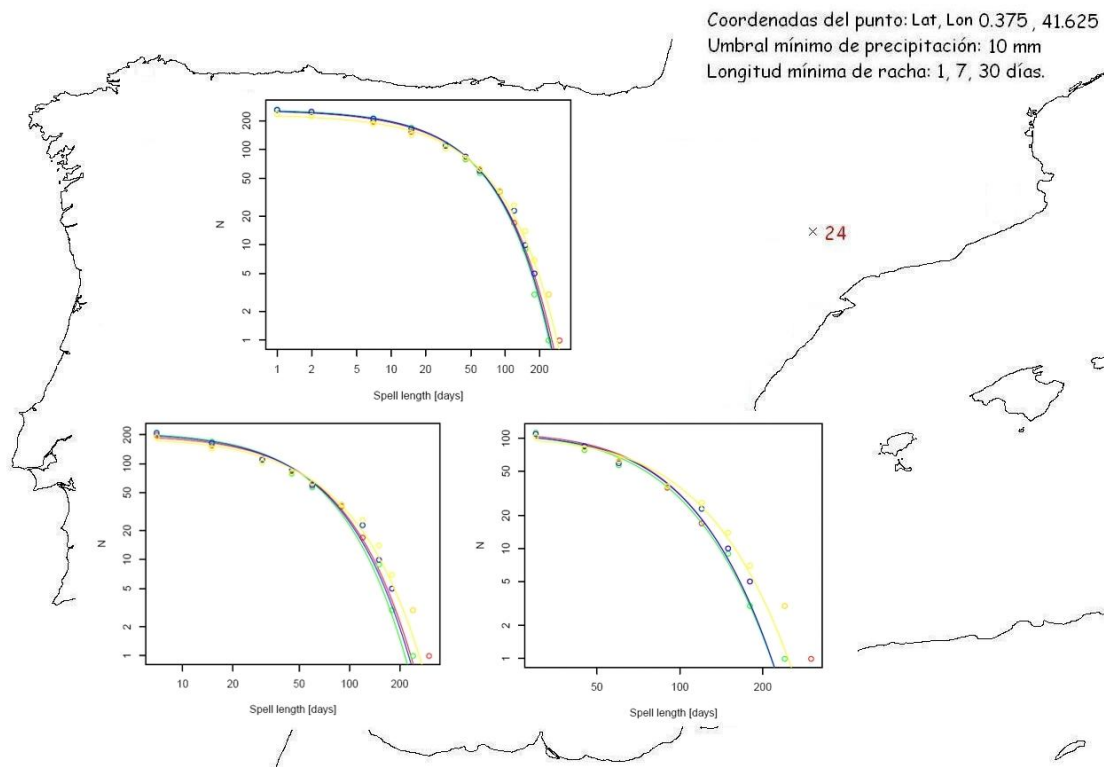 Coordenadas del punto: Lat, Lon 0.375 , 41.625
Umbral mínimo de precipitación: 10 mm
Longitud mínima de racha: 1, 7, 30 días.
200
100
50
20
10
5
2
1
N
1 2 5 10 20 50 100 200
Spell length [days]
24
200
100
50
20
10
5
2
1
N
10 20 50 100 200
Spell length [days]
100
50
20
10
5
2
1
N
50 100 200
Spell length [days]